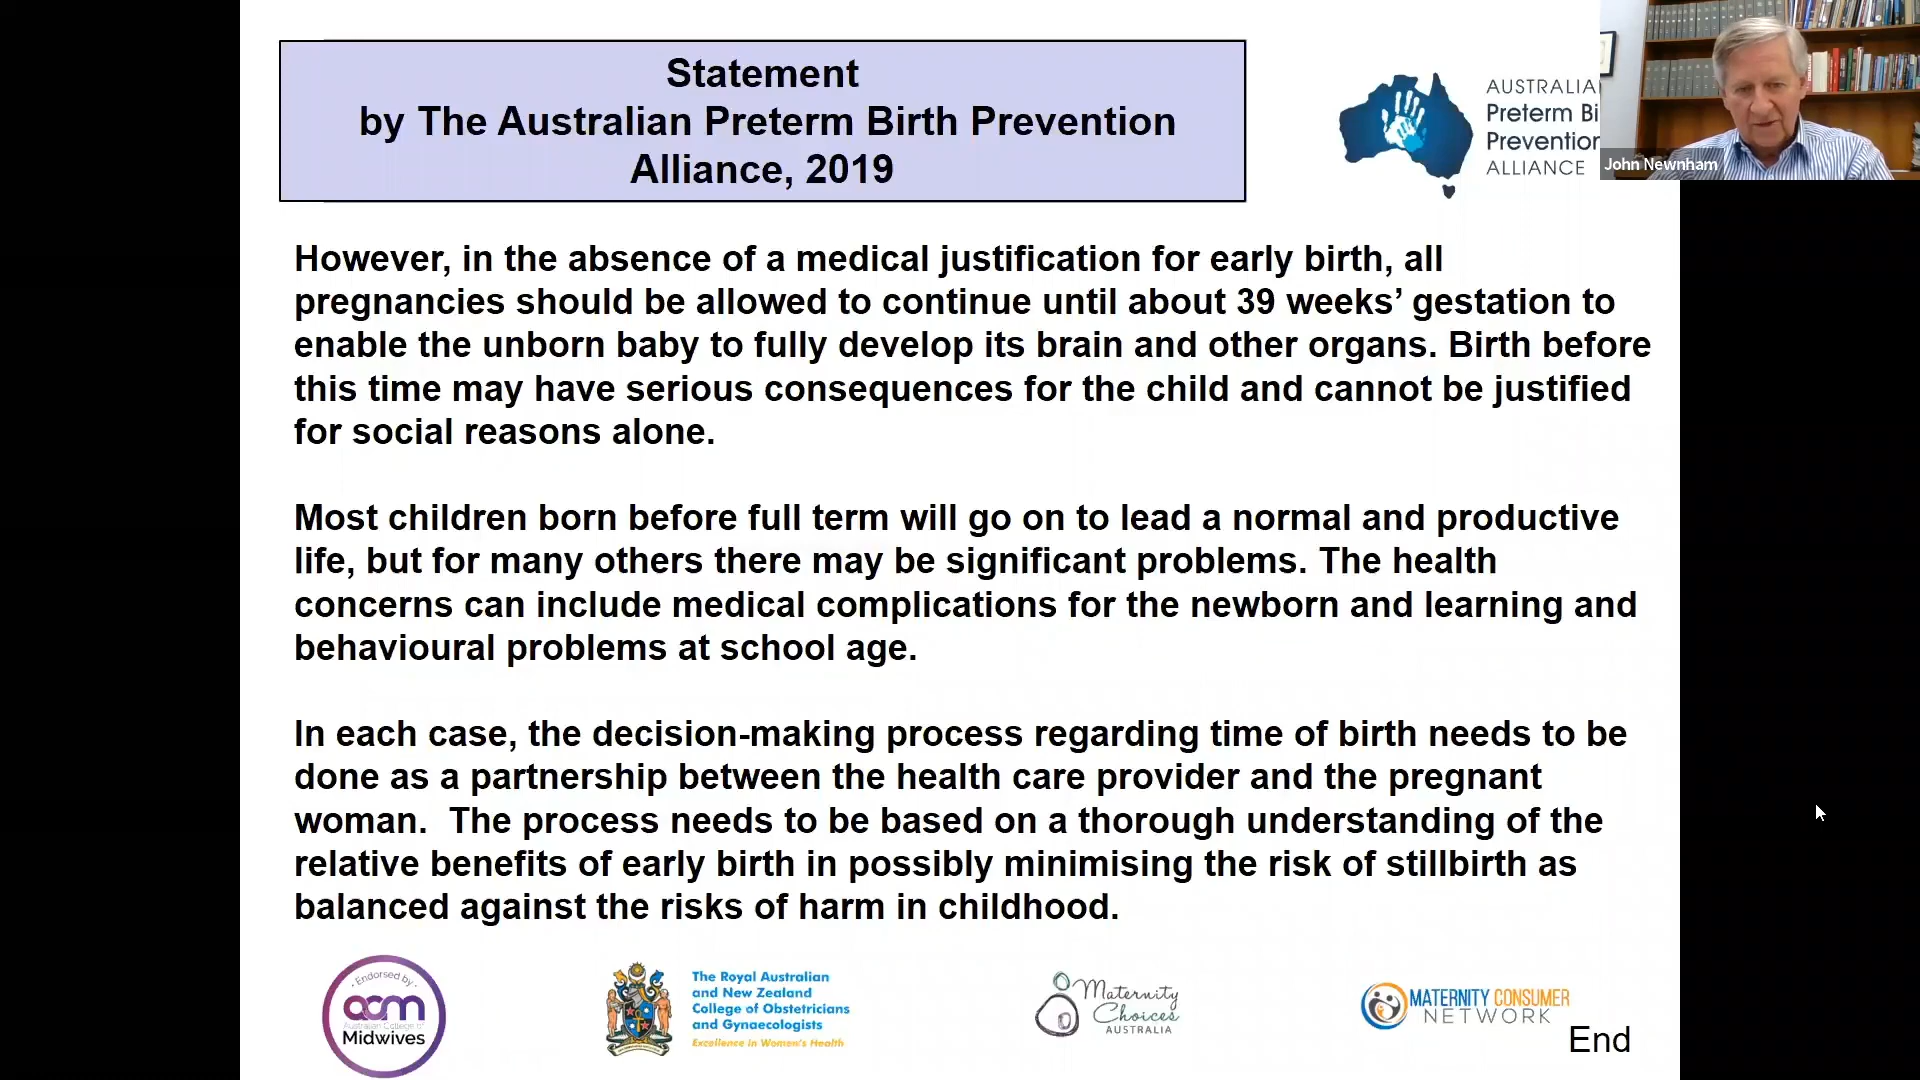 Statement
by The Australian Preterm Birth Prevention
Alliance, 2019
AUSTRALIA
Preterm Bi
Prevention
ALLIANCE
John Newnham
However, in the absence of a medical justification for early birth, all
pregnancies should be allowed to continue until about 39 weeks’ gestation to
enable the unborn baby to fully develop its brain and other organs. Birth before
this time may have serious consequences for the child and cannot be justified
for social reasons alone.
Most children born before full term will go on to lead a normal and productive
life, but for many others there may be significant problems. The health
concerns can include medical complications for the newborn and learning and
behavioural problems at school age.
In each case, the decision-making process regarding time of birth needs to be
done as a partnership between the health care provider and the pregnant
woman.  The process needs to be based on a thorough understanding of the
relative benefits of early birth in possibly minimising the risk of stillbirth as
balanced against the risks of harm in childhood.
Endorsed by
acm
Australian College of
Midwives
The Royal Australian
and New Zealand
College of Obstetricians
and Gynaecologists
Excellence in Women's Health
Maternity
Choices
AUSTRALIA
MATERNITY CONSUMER
NETWORK
End